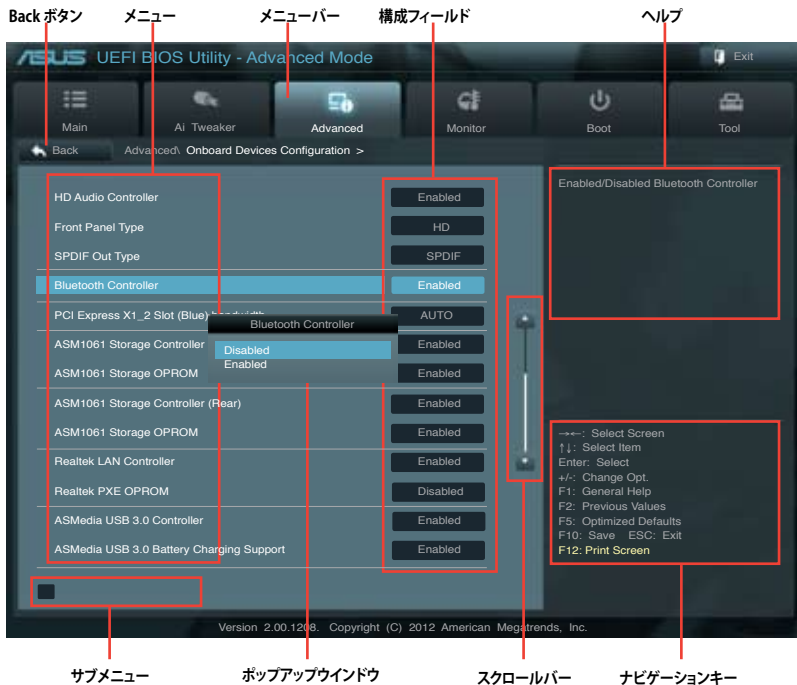 Back ボタン メニュー メニューバー 構成フィールド ヘルプ
ASUS UEFI BIOS Utility - Advanced Mode Exit
Main Ai Tweaker Advanced Monitor Boot Tool
Back Advanced\ Onboard Devices Configuration >
Enabled/Disabled Bluetooth Controller
HD Audio Controller Enabled
Front Panel Type HD
SPDIF Out Type SPDIF
Bluetooth Controller Enabled
PCI Express X1_2 Slot (Blue) bandwidth AUTO
Bluetooth Controller
Disabled
Enabled
ASM1061 Storage Controller Enabled
ASM1061 Storage OPROM Enabled
ASM1061 Storage Controller (Rear) Enabled
ASM1061 Storage OPROM Enabled
Realtek LAN Controller Enabled
Realtek PXE OPROM Disabled
ASMedia USB 3.0 Controller Enabled
ASMedia USB 3.0 Battery Charging Support Enabled
→←: Select Screen
↑↓: Select Item
Enter: Select
+/-: Change Opt.
F1: General Help
F2: Previous Values
F5: Optimized Defaults
F10: Save ESC: Exit
F12: Print Screen
Version 2.00.1208. Copyright (C) 2012 American Megatrends, Inc.
サブメニュー ポップアップウインドウ スクロールバー ナビゲーションキー